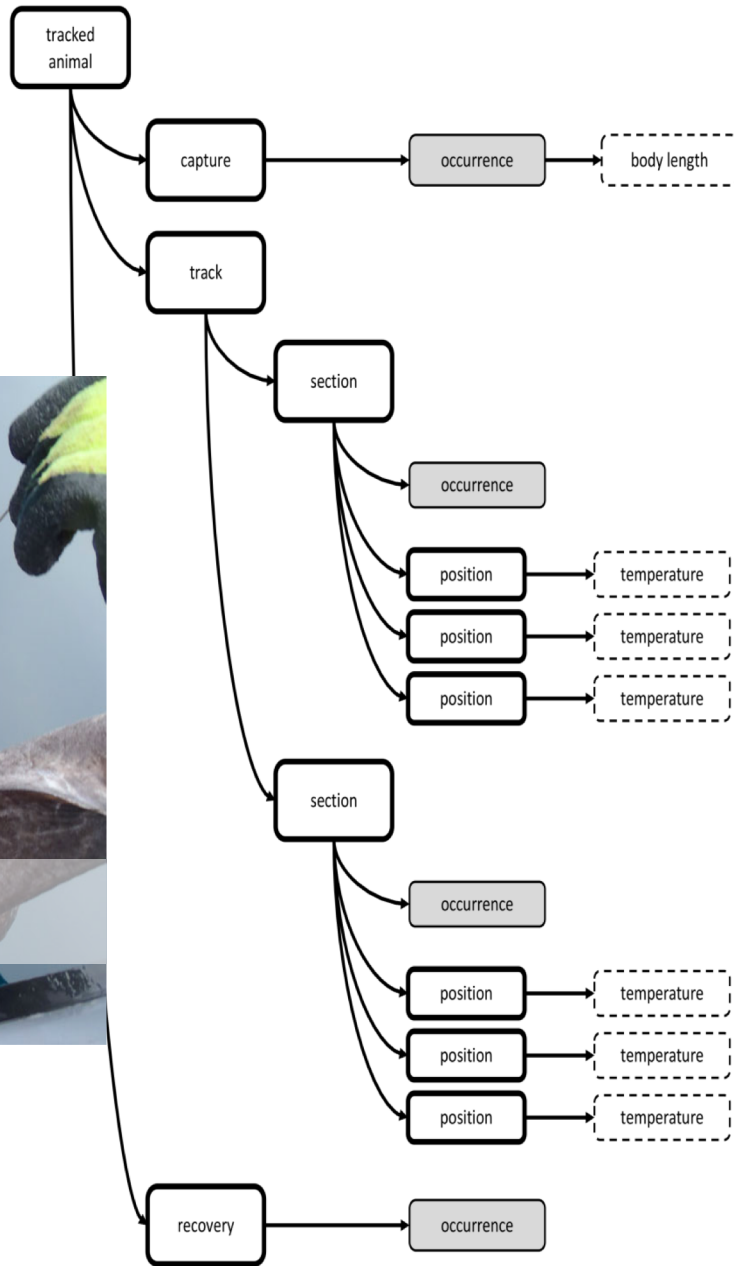 tracked
animal
capture
occurrence
body length
track
section
occurrence
position
temperature
position
temperature
position
temperature
section
occurrence
position
temperature
position
temperature
position
temperature
recovery
occurrence